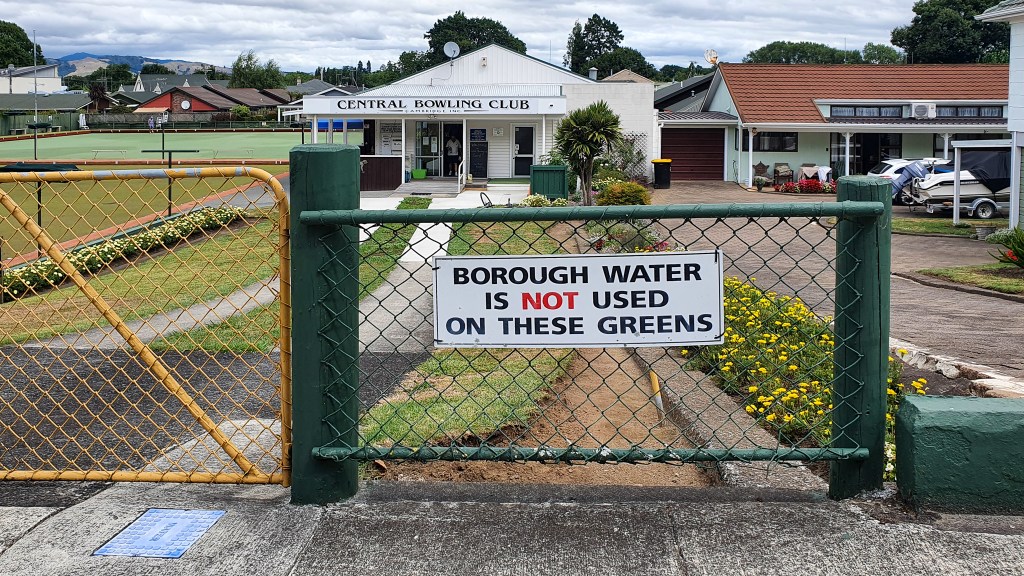 CENTRAL BOWLING CLUB
CAMBRIDGE INC
BOROUGH WATER
IS NOT USED
ON THESE GREENS